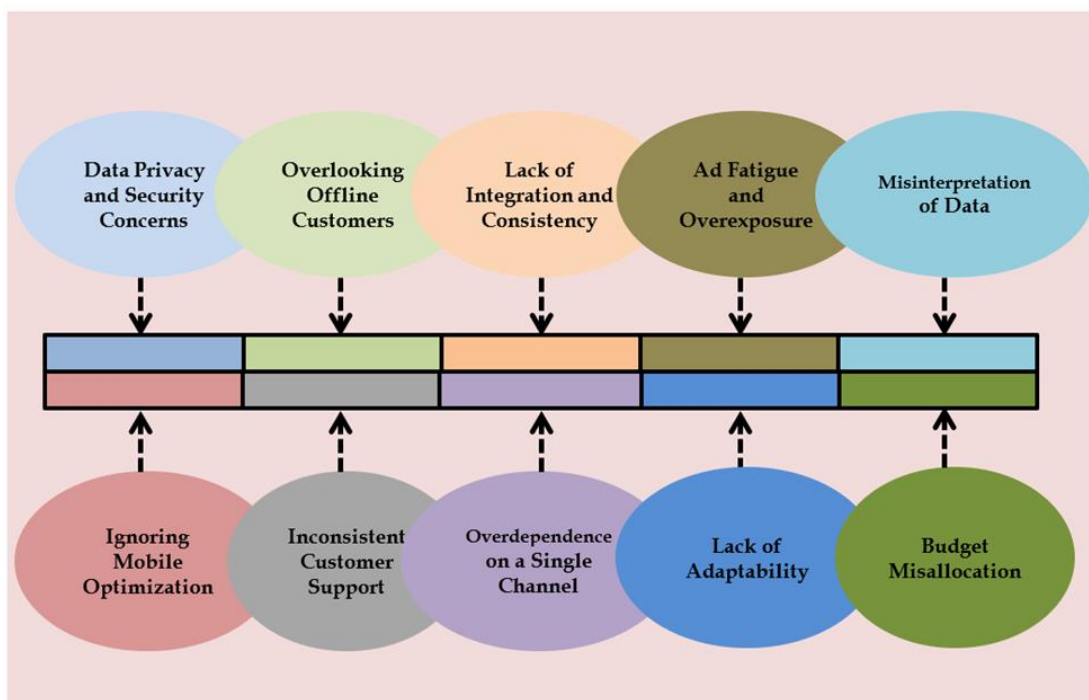 Data Privacy
and Security
Concerns
Overlooking
Offline
Customers
Lack of
Integration and
Consistency
Ad Fatigue
and
Overexposure
Misinterpretation
of Data
Ignoring
Mobile
Optimization
Inconsistent
Customer
Support
Overdependence
on a Single
Channel
Lack of
Adaptability
Budget
Misallocation